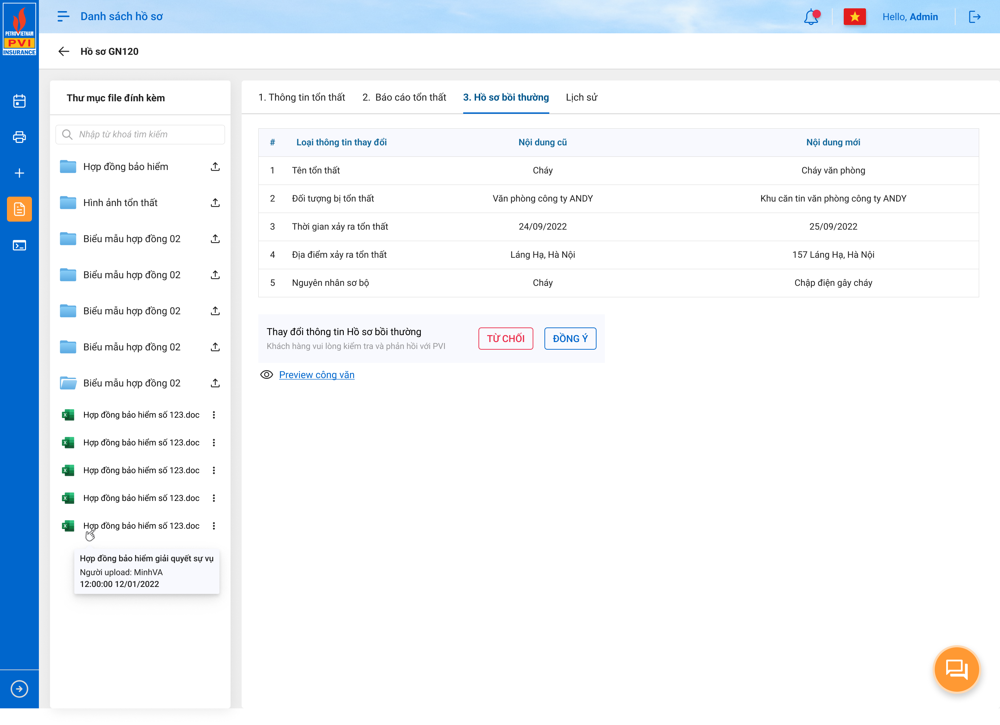 PETROVIETNAM
PVI
INSURANCE
Danh sách hồ sơ
Hello, Admin
Hồ sơ GN120
Thư mục file đính kèm
Nhập từ khoá tìm kiếm
Hợp đồng bảo hiểm
Hình ảnh tổn thất
Biểu mẫu hợp đồng 02
Biểu mẫu hợp đồng 02
Biểu mẫu hợp đồng 02
Biểu mẫu hợp đồng 02
Biểu mẫu hợp đồng 02
X Hợp đồng bảo hiểm số 123.doc
X Hợp đồng bảo hiểm số 123.doc
X Hợp đồng bảo hiểm số 123.doc
X Hợp đồng bảo hiểm số 123.doc
X Hợp đồng bảo hiểm số 123.doc
Hợp đồng bảo hiểm giải quyết sự vụ
Người upload: MinhVA
12:00:00 12/01/2022
1. Thông tin tổn thất 2. Báo cáo tổn thất 3. Hồ sơ bồi thường Lịch sử
# Loại thông tin thay đổi Nội dung cũ Nội dung mới
1 Tên tổn thất Cháy Cháy văn phòng
2 Đối tượng bị tổn thất Văn phòng công ty ANDY Khu căn tin văn phòng công ty ANDY
3 Thời gian xảy ra tổn thất 24/09/2022 25/09/2022
4 Địa điểm xảy ra tổn thất Láng Hạ, Hà Nội 157 Láng Hạ, Hà Nội
5 Nguyên nhân sơ bộ Cháy Chập điện gây cháy
Thay đổi thông tin Hồ sơ bồi thường
Khách hàng vui lòng kiểm tra và phản hồi với PVI
TỪ CHỐI ĐỒNG Ý
Preview công văn